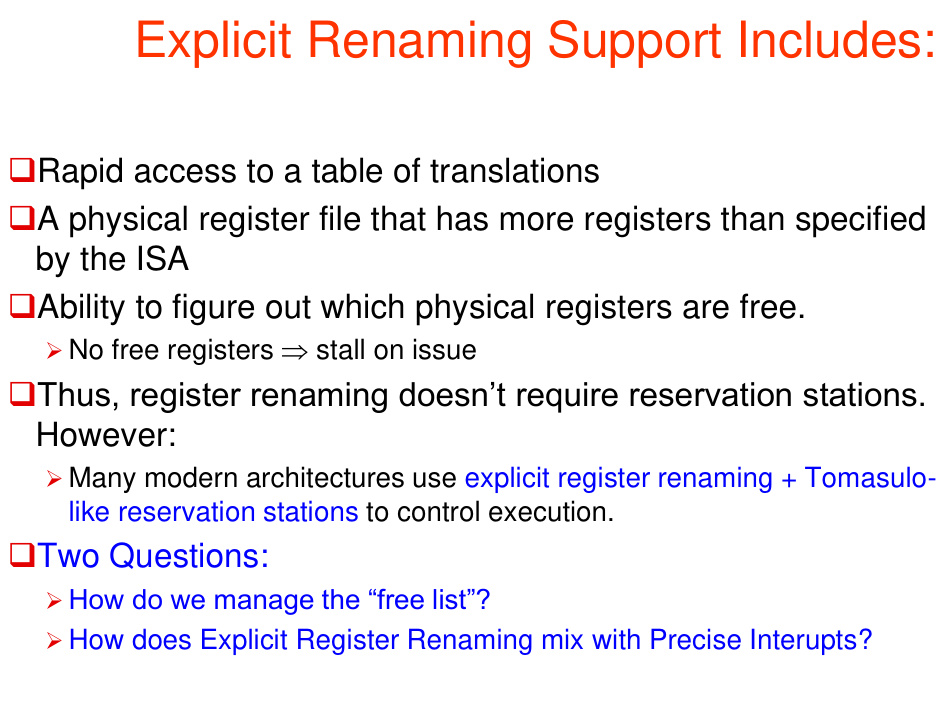 Explicit Renaming Support Includes:
❑Rapid access to a table of translations
❑A physical register file that has more registers than specified
by the ISA
❑Ability to figure out which physical registers are free.
➢No free registers ⇒ stall on issue
❑Thus, register renaming doesn’t require reservation stations.
However:
➢Many modern architectures use explicit register renaming + Tomasulo-
like reservation stations to control execution.
❑Two Questions:
➢How do we manage the “free list”?
➢How does Explicit Register Renaming mix with Precise Interupts?